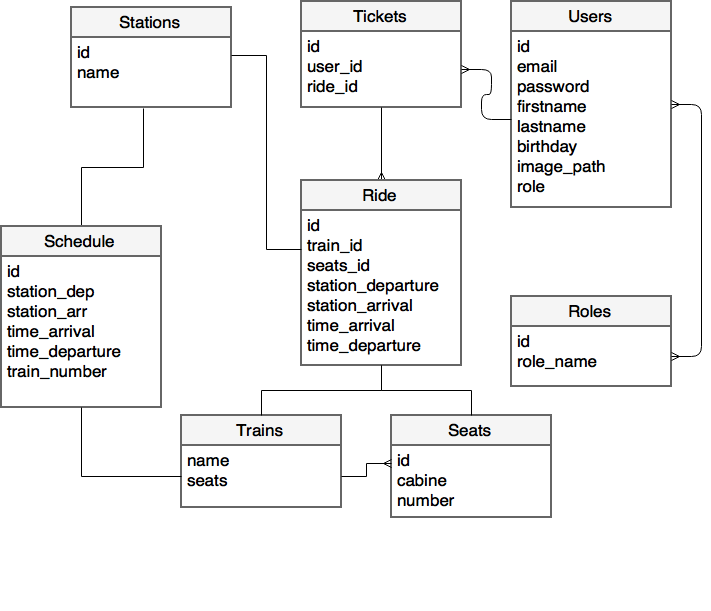 Stations
id
name
Tickets
id
user_id
ride_id
Users
id
email
password
firstname
lastname
birthday
image_path
role
Ride
id
train_id
seats_id
station_departure
station_arrival
time_arrival
time_departure
Schedule
id
station_dep
station_arr
time_arrival
time_departure
train_number
Roles
id
role_name
Trains
name
seats
Seats
id
cabine
number